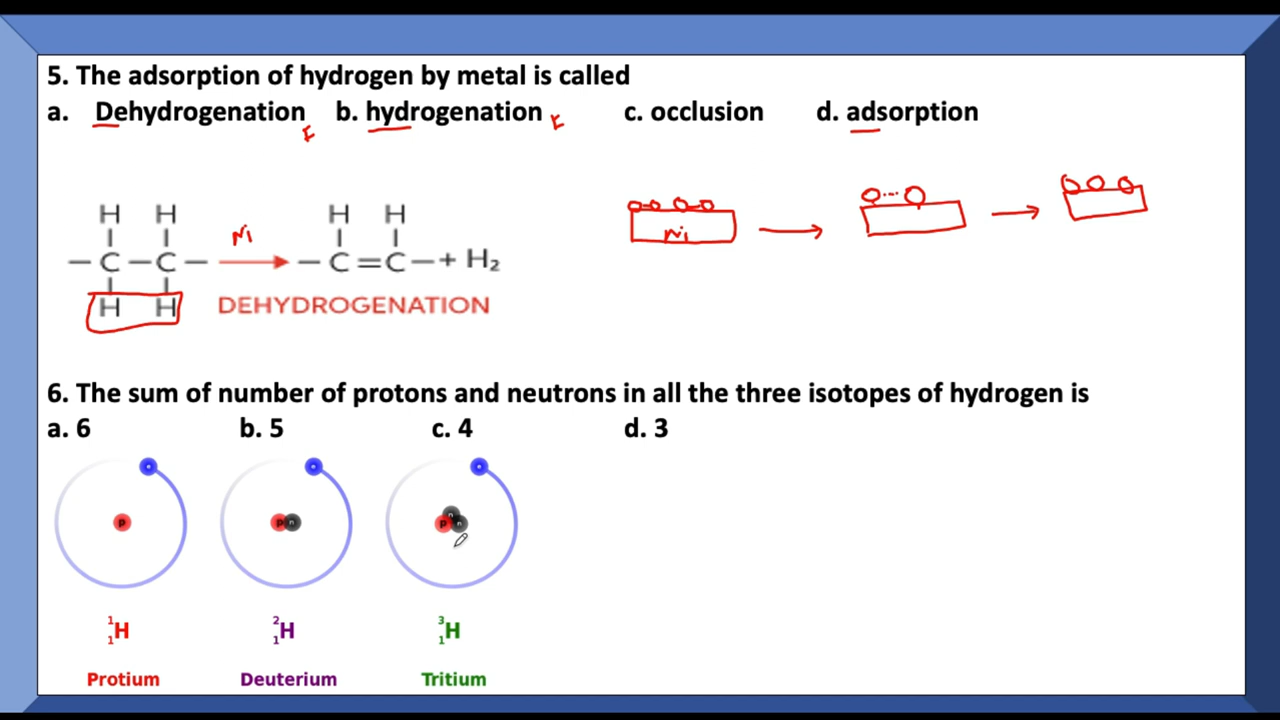 5. The adsorption of hydrogen by metal is called
a. Dehydrogenation b. hydrogenation c. occlusion d. adsorption
H H H H
Ni
Ni
– C – C – – C = C – + H₂
H H DEHYDROGENATION
6. The sum of number of protons and neutrons in all the three isotopes of hydrogen is
a. 6 b. 5 c. 4 d. 3
p p n p n n
¹₁H ²₁H ³₁H
Protium Deuterium Tritium